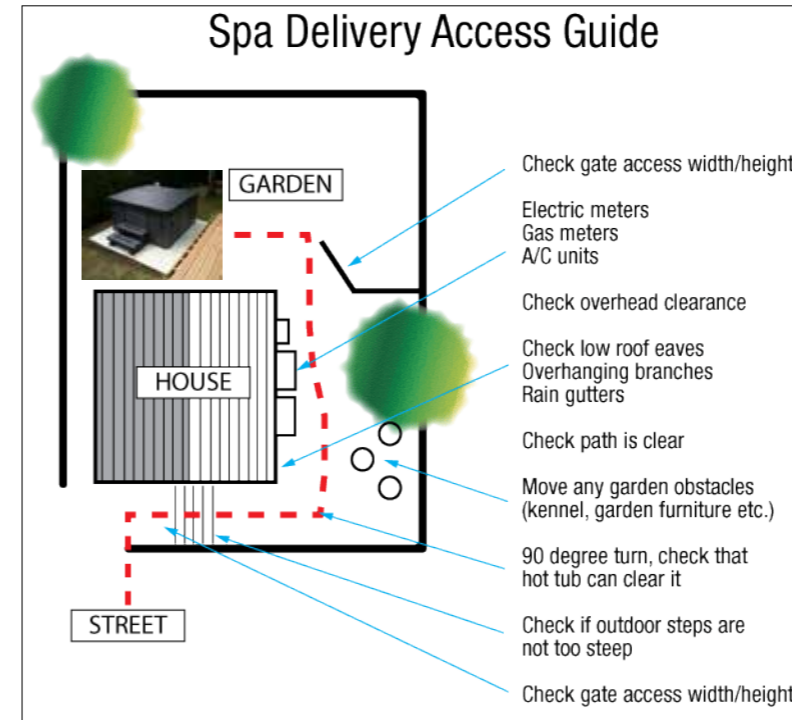 Spa Delivery Access Guide
GARDEN
HOUSE
STREET
Check gate access width/height
Electric meters
Gas meters
A/C units
Check overhead clearance
Check low roof eaves
Overhanging branches
Rain gutters
Check path is clear
Move any garden obstacles
(kennel, garden furniture etc.)
90 degree turn, check that
hot tub can clear it
Check if outdoor steps are
not too steep
Check gate access width/height